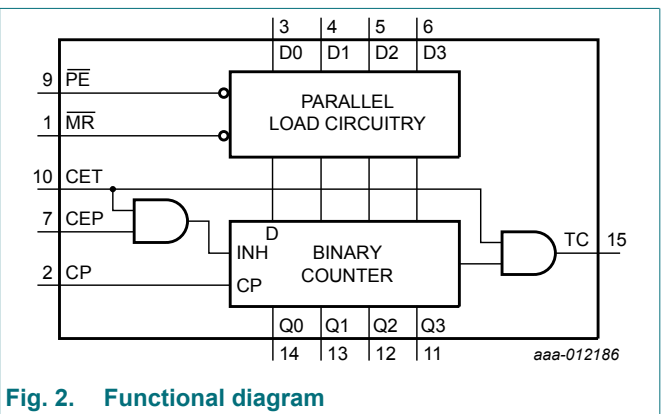 3 4 5 6
D0 D1 D2 D3
9 P̅E̅
PARALLEL
LOAD CIRCUITRY
1 M̅R̅
10 CET
7 CEP
D
INH
BINARY
COUNTER
TC 15
2 CP
CP
Q0 Q1 Q2 Q3
14 13 12 11
aaa-012186
Fig. 2. Functional diagram